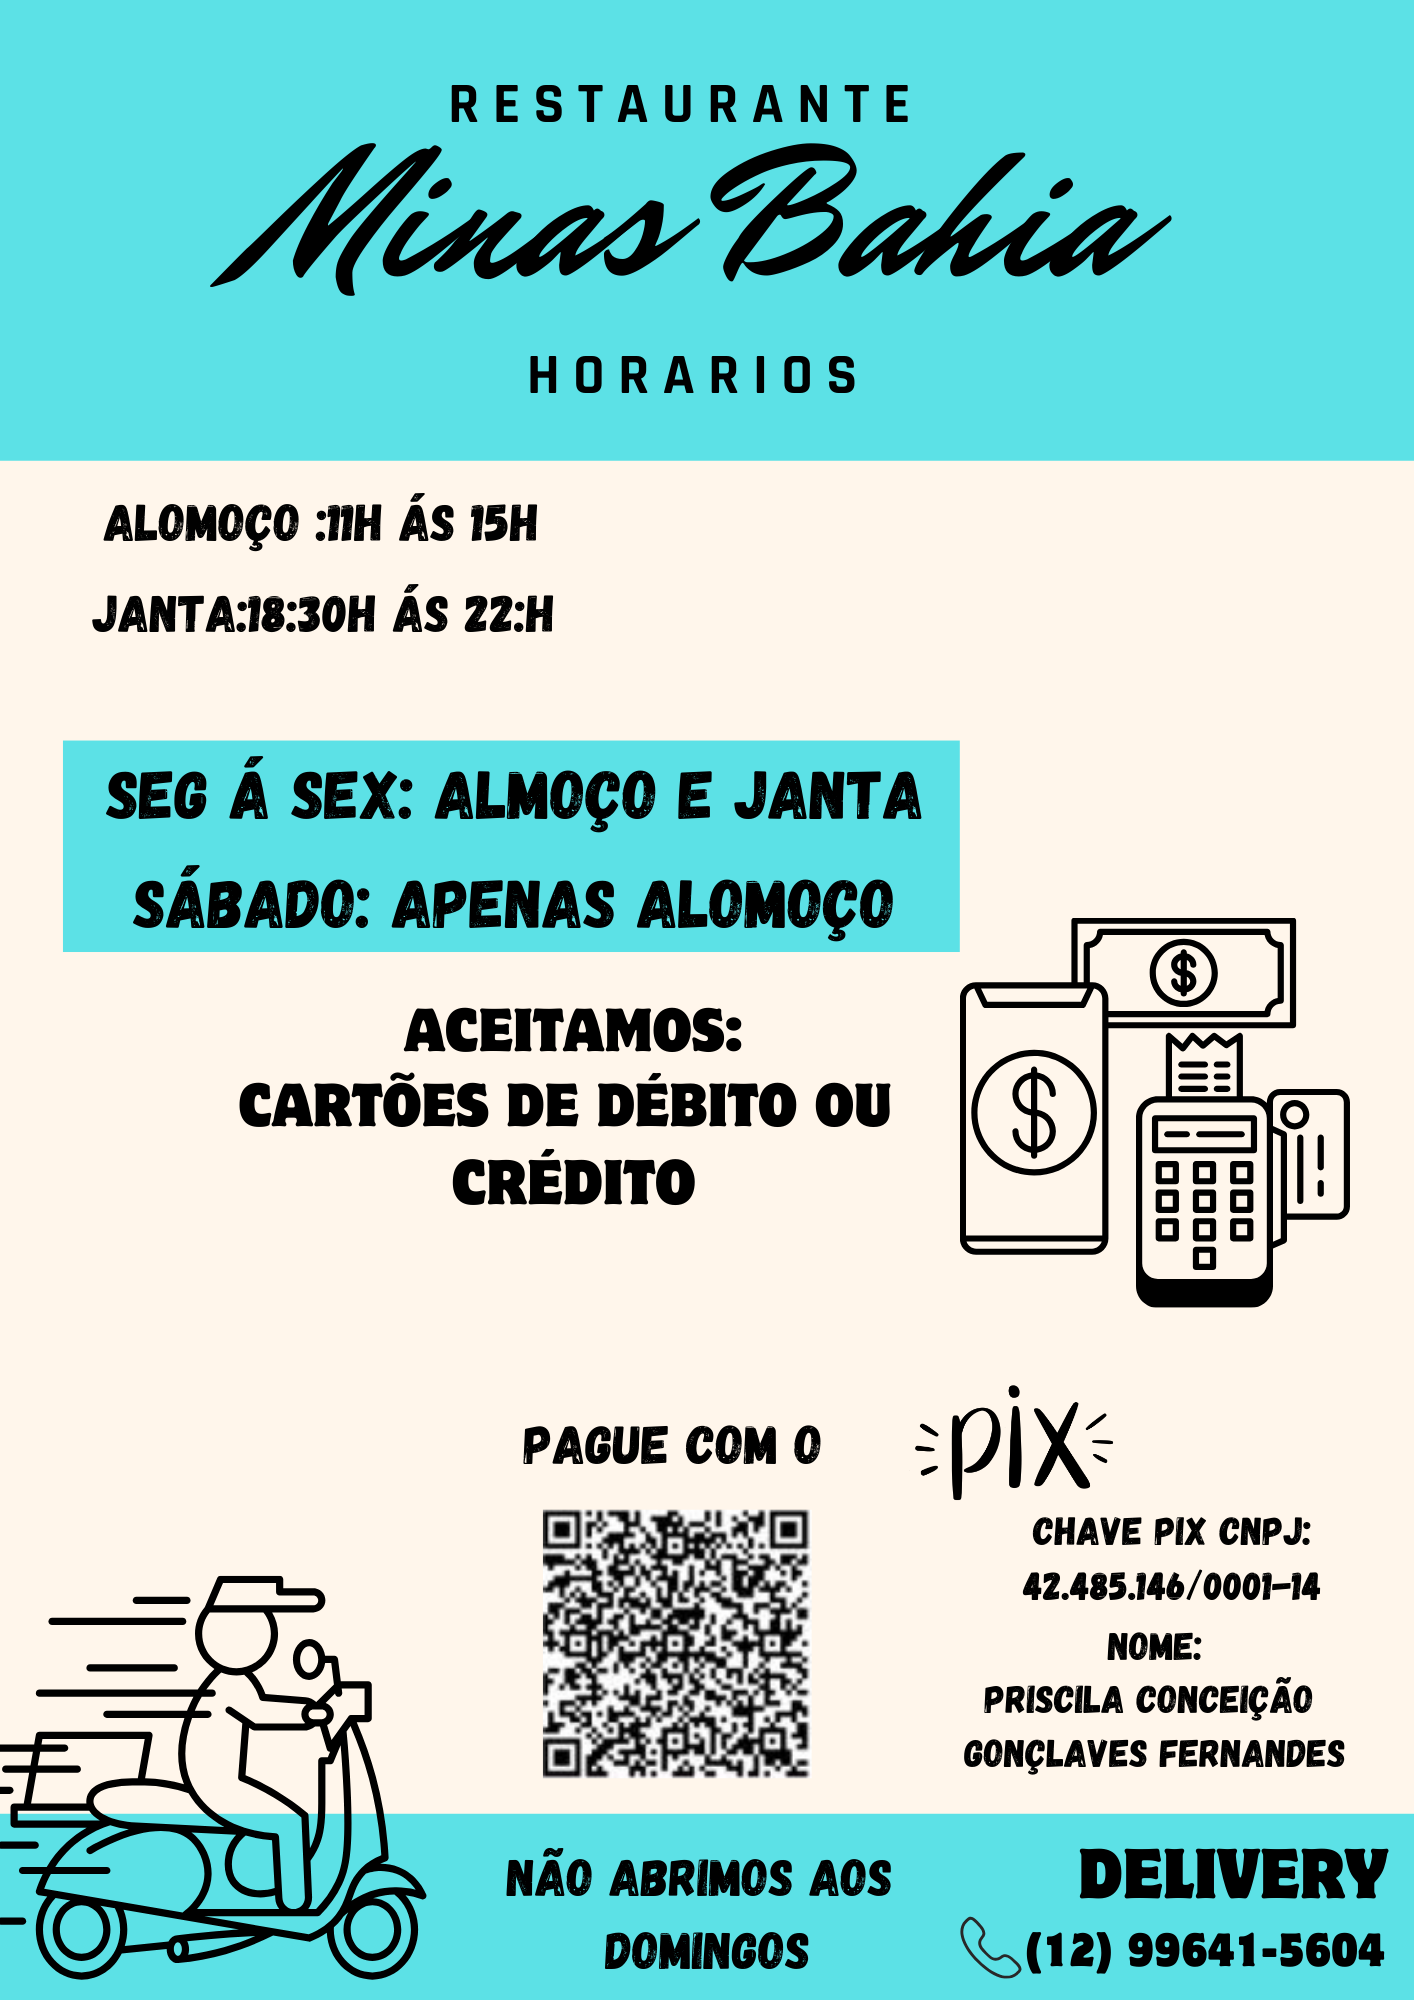 RESTAURANTE
Minas Bahia
HORARIOS
ALOMOÇO :11H ÁS 15H
JANTA:18:30H ÁS 22:H
SEG Á SEX: ALMOÇO E JANTA
SÁBADO: APENAS ALOMOÇO
ACEITAMOS:
CARTÕES DE DÉBITO OU
CRÉDITO
PAGUE COM O
pix
CHAVE PIX CNPJ:
42.485.146/0001-14
NOME:
PRISCILA CONCEIÇÃO
GONÇLAVES FERNANDES
NÃO ABRIMOS AOS
DOMINGOS
DELIVERY
(12) 99641-5604